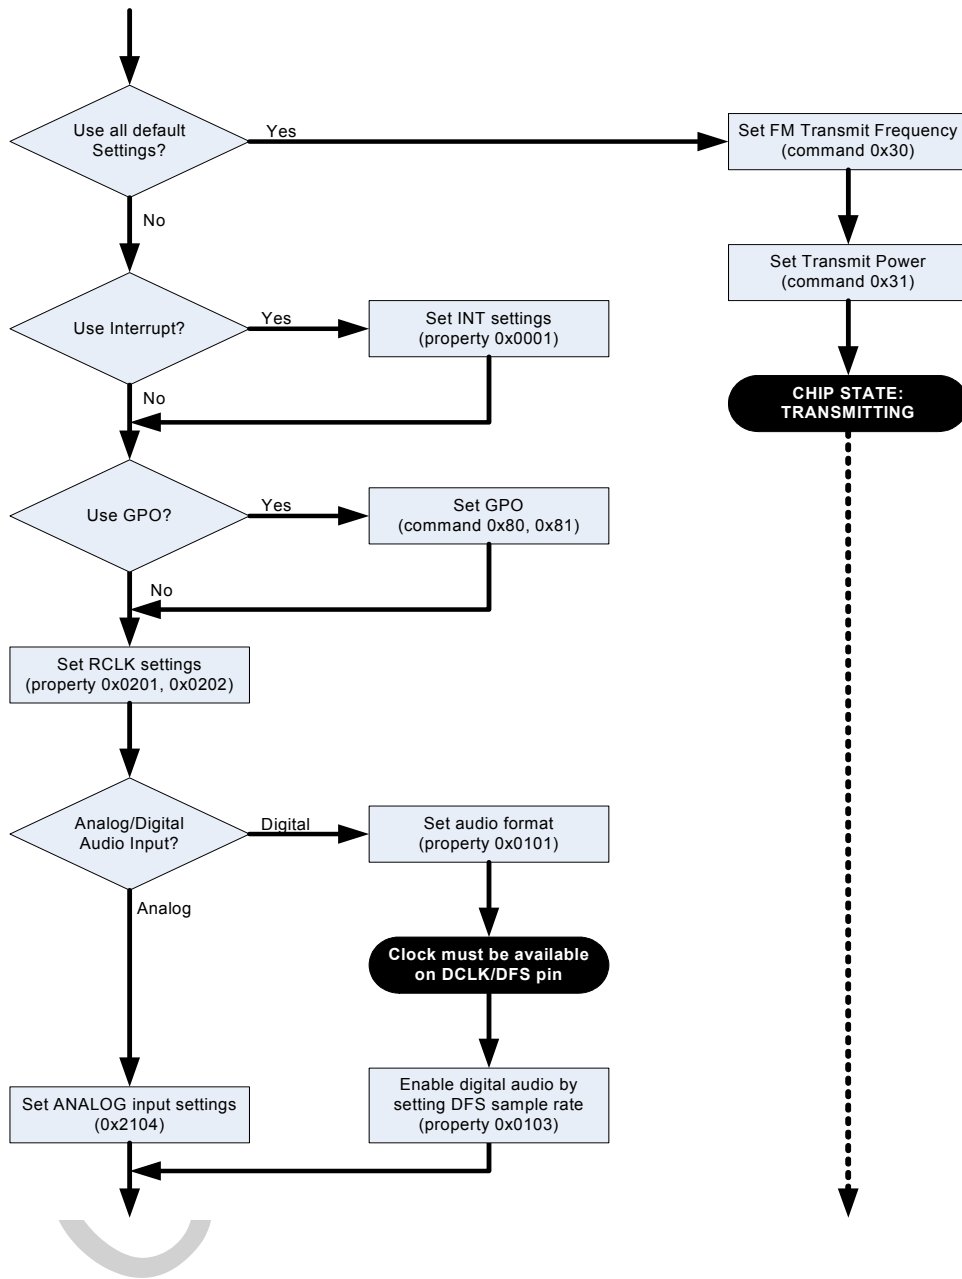 Use all default
Settings?
Yes
Set FM Transmit Frequency
(command 0x30)
No
Set Transmit Power
(command 0x31)
Use Interrupt?
Yes
Set INT settings
(property 0x0001)
CHIP STATE:
TRANSMITTING
No
Use GPO?
Yes
Set GPO
(command 0x80, 0x81)
No
Set RCLK settings
(property 0x0201, 0x0202)
Analog/Digital
Audio Input?
Digital
Set audio format
(property 0x0101)
Analog
Clock must be available
on DCLK/DFS pin
Set ANALOG input settings
(0x2104)
Enable digital audio by
setting DFS sample rate
(property 0x0103)